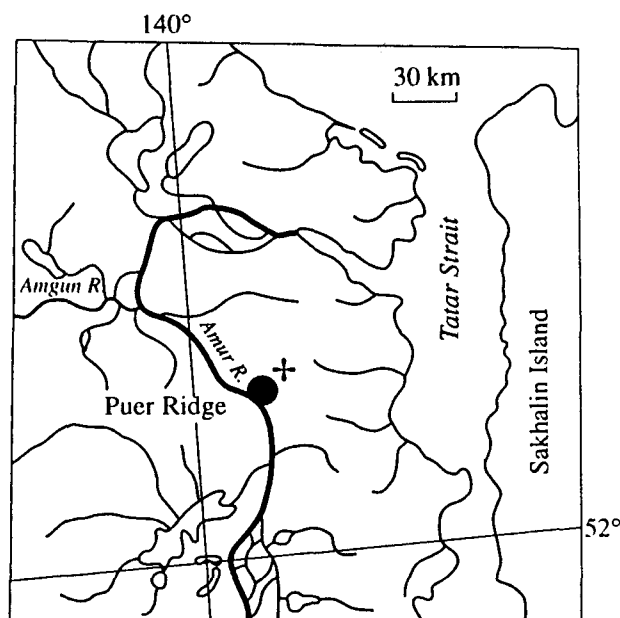 140°
30 km
Amgun R
Tatar Strait
Amur R.
Puer Ridge
Sakhalin Island
52°